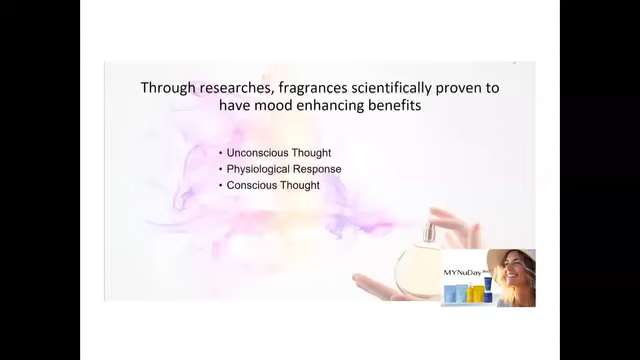 Through researches, fragrances scientifically proven to
have mood enhancing benefits
• Unconscious Thought
• Physiological Response
• Conscious Thought
MYNuDay